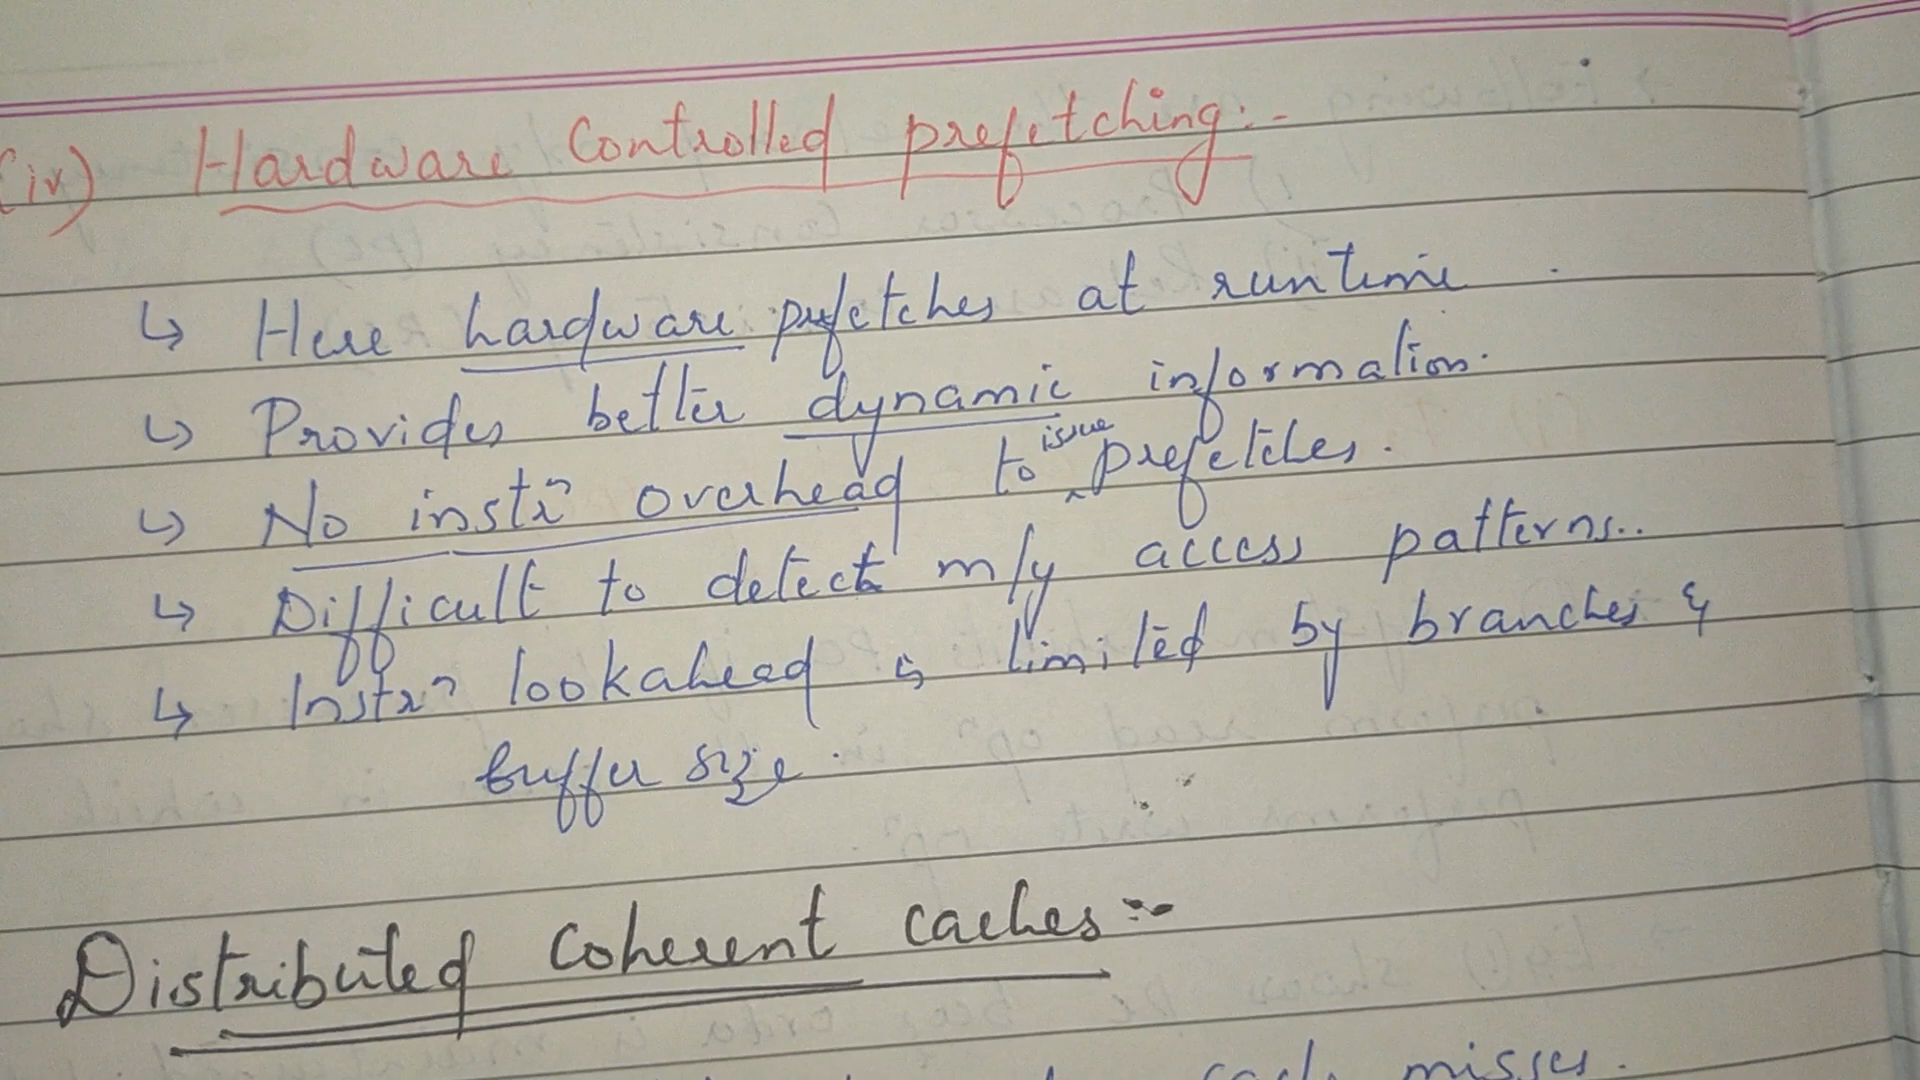 (iv) Hardware Controlled prefetching:-
↳ Here hardware prefetches at runtime.
↳ Provides better dynamic information.
↳ No instrⁿ overhead to issue prefetches.
↳ Difficult to detect m/y access patterns..
↳ Instrⁿ lookahead is limited by branches &
buffer size.
Distributed Coherent caches:-
misses.